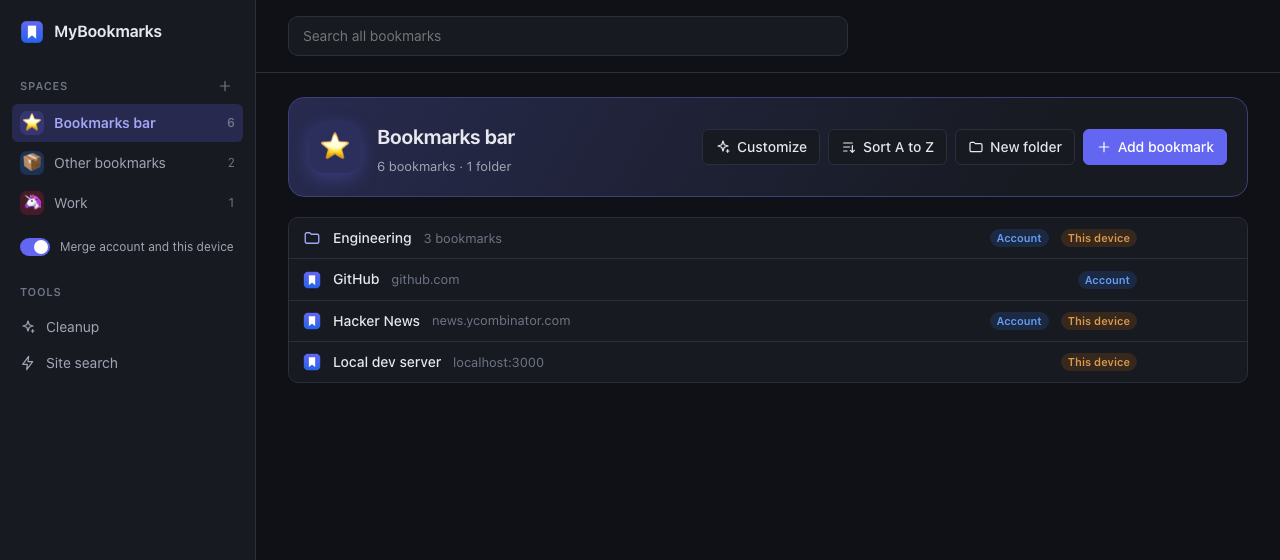 MyBookmarks
SPACES
Bookmarks bar 6
Other bookmarks 2
Work 1
Merge account and this device
TOOLS
Cleanup
Site search
Search all bookmarks
Bookmarks bar
6 bookmarks · 1 folder
Customize
Sort A to Z
New folder
Add bookmark
Engineering 3 bookmarks Account This device
GitHub github.com Account
Hacker News news.ycombinator.com Account This device
Local dev server localhost:3000 This device